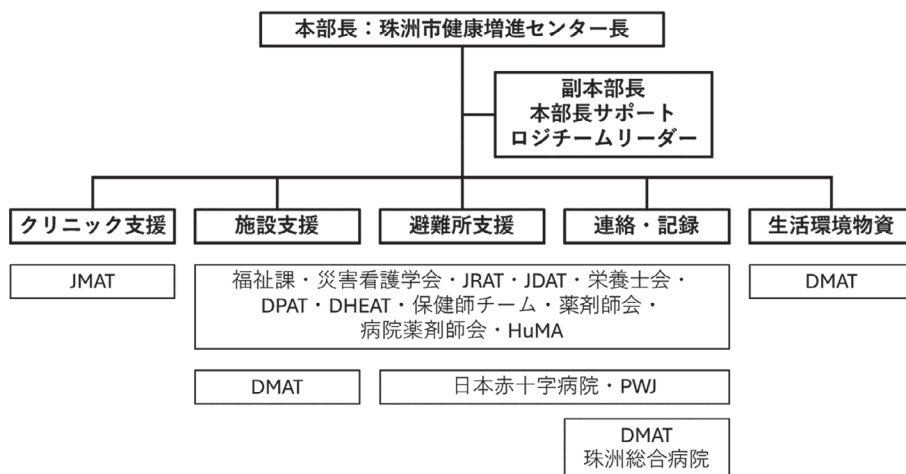 本部長：珠洲市健康増進センター長
副本部長
本部長サポート
ロジチームリーダー
クリニック支援
施設支援
避難所支援
連絡・記録
生活環境物資
JMAT
福祉課・災害看護学会・JRAT・JDAT・栄養士会・
DPAT・DHEAT・保健師チーム・薬剤師会・
病院薬剤師会・HuMA
DMAT
DMAT
日本赤十字病院・PWJ
DMAT
珠洲総合病院